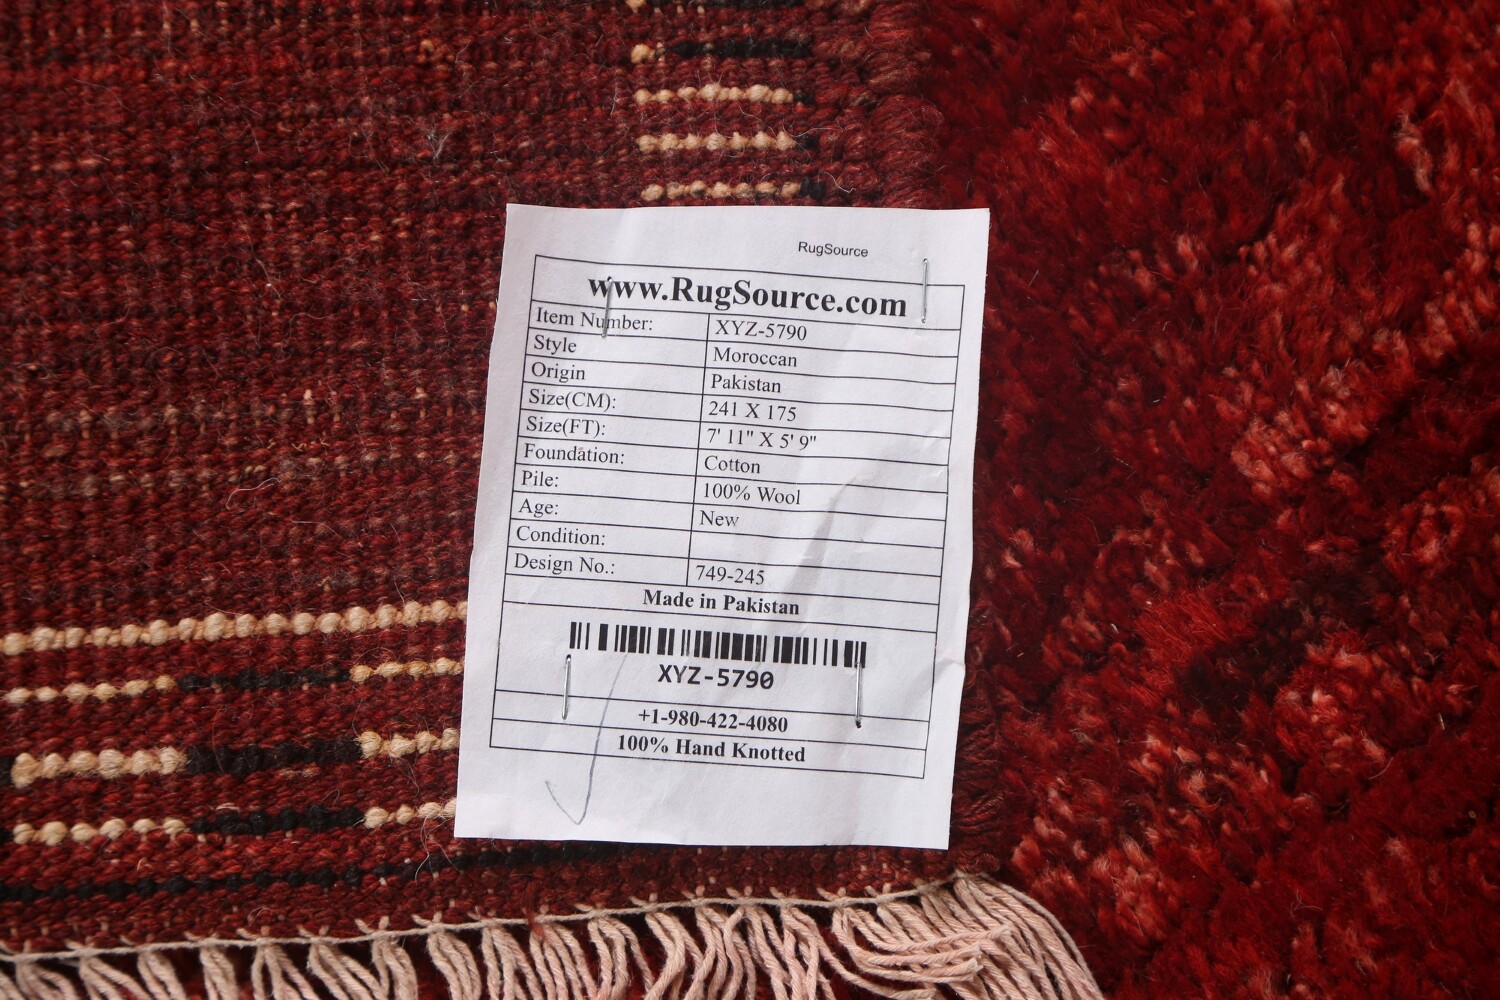 RugSource
www.RugSource.com
Item Number: XYZ-5790
Style Moroccan
Origin Pakistan
Size(CM): 241 X 175
Size(FT): 7' 11" X 5' 9"
Foundation: Cotton
Pile: 100% Wool
Age: New
Condition:
Design No.: 749-245
Made in Pakistan
XYZ-5790
+1-980-422-4080
100% Hand Knotted